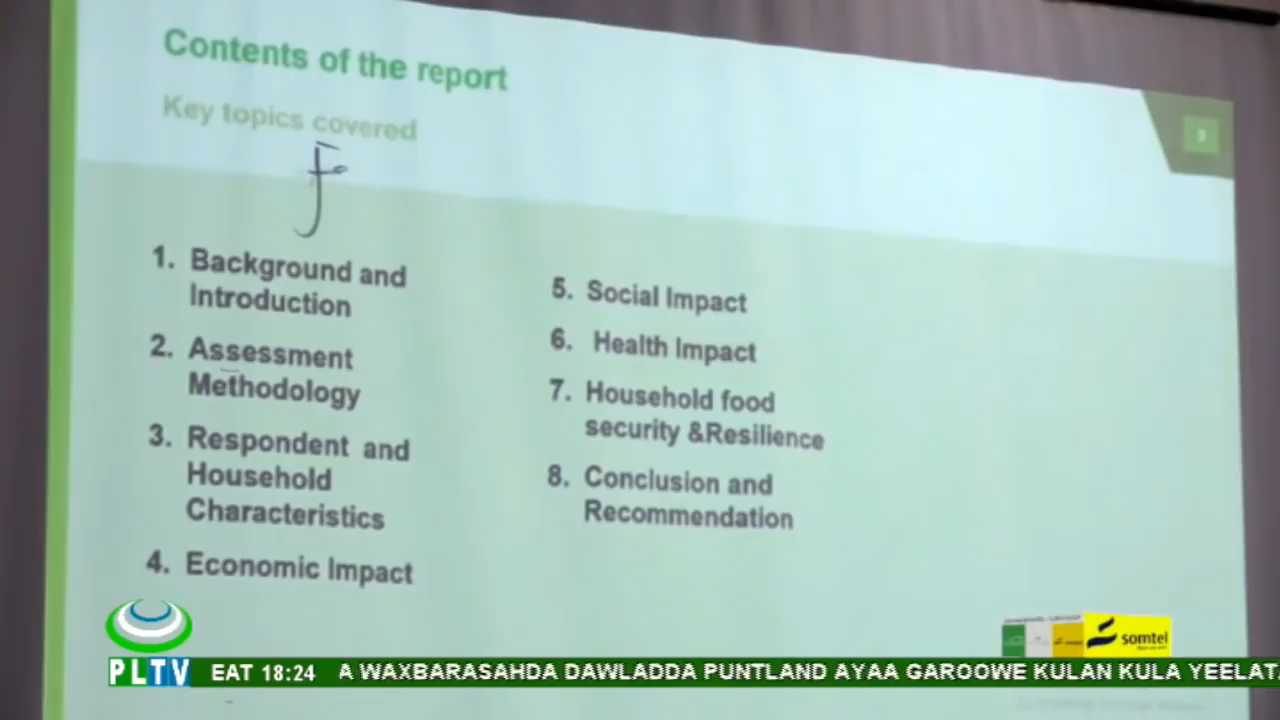 Contents of the report
Key topics covered
3
1. Background and
Introduction
2. Assessment
Methodology
3. Respondent and
Household
Characteristics
4. Economic Impact
5. Social Impact
6. Health Impact
7. Household food
security &Resilience
8. Conclusion and
Recommendation
somtel
PLTV EAT 18:24 A WAXBARASAHDA DAWLADDA PUNTLAND AYAA GAROOWE KULAN KULA YEELAT